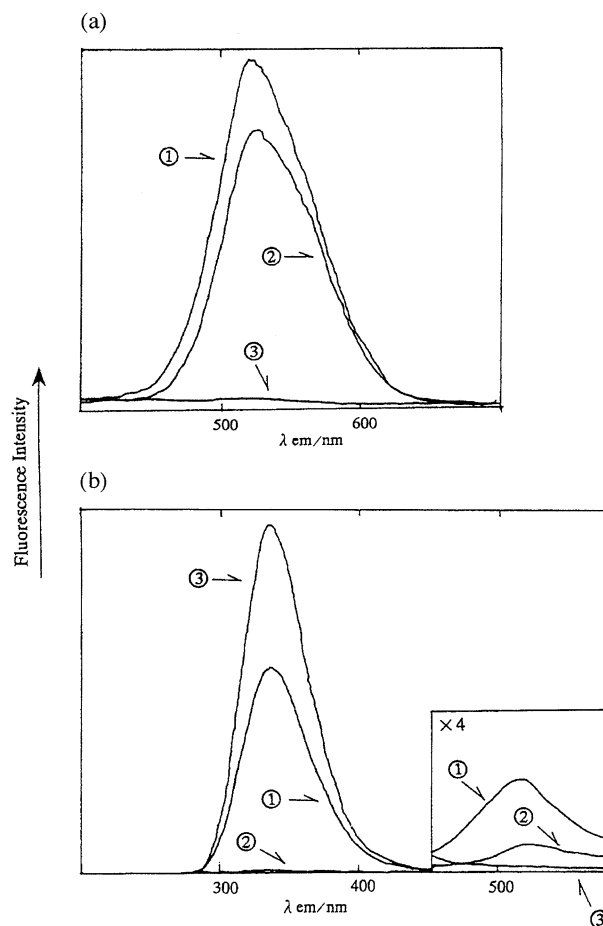 (a)
①
②
③
500 600
λ em/nm
Fluorescence Intensity
(b)
③
①
②
×4
①
②
③
300 400 500
λ em/nm